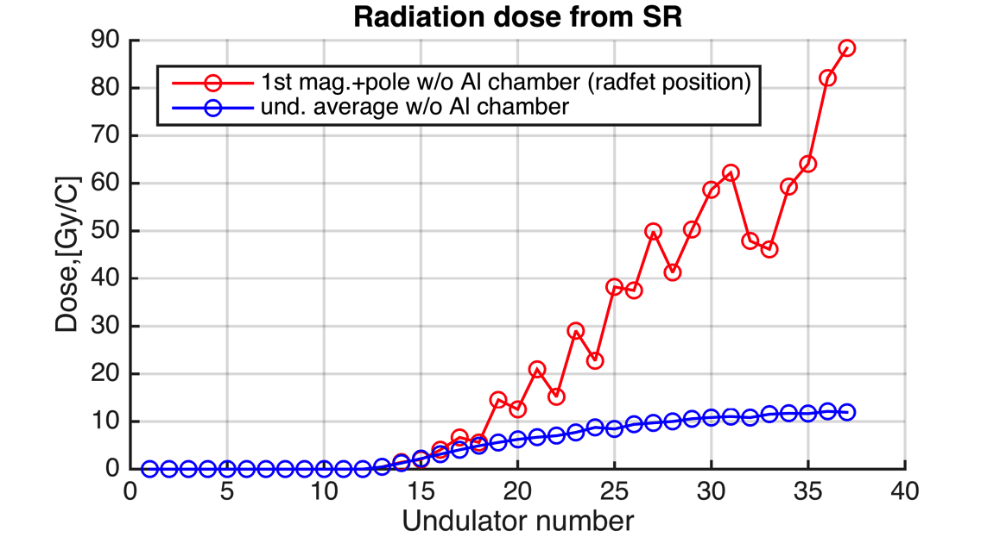 Radiation dose from SR
90
80
70
60
50
40
30
20
10
0
Dose,[Gy/C]
1st mag.+pole w/o Al chamber (radfet position)
und. average w/o Al chamber
0 5 10 15 20 25 30 35 40
Undulator number